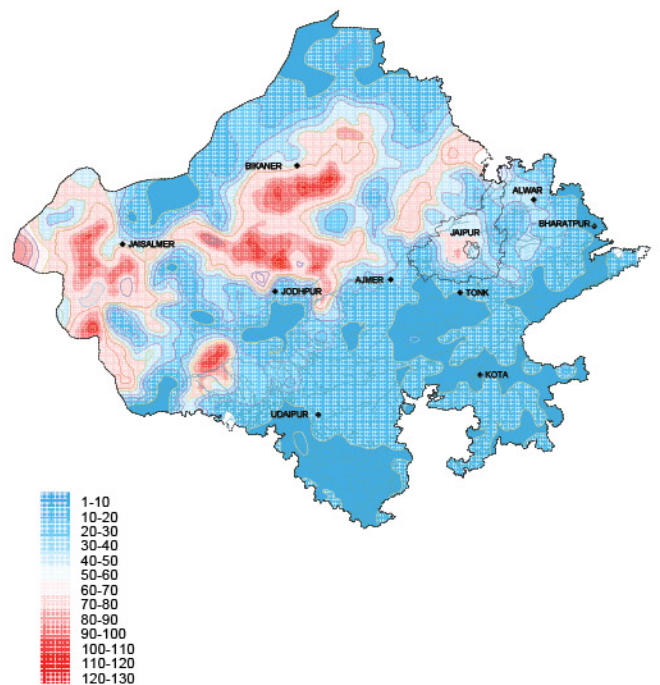 BIKANER
ALWAR
BHARATPUR
JAIPUR
JAISALMER
AJMER
JODHPUR
TONK
KOTA
UDAIPUR
1-10
10-20
20-30
30-40
40-50
50-60
60-70
70-80
80-90
90-100
100-110
110-120
120-130